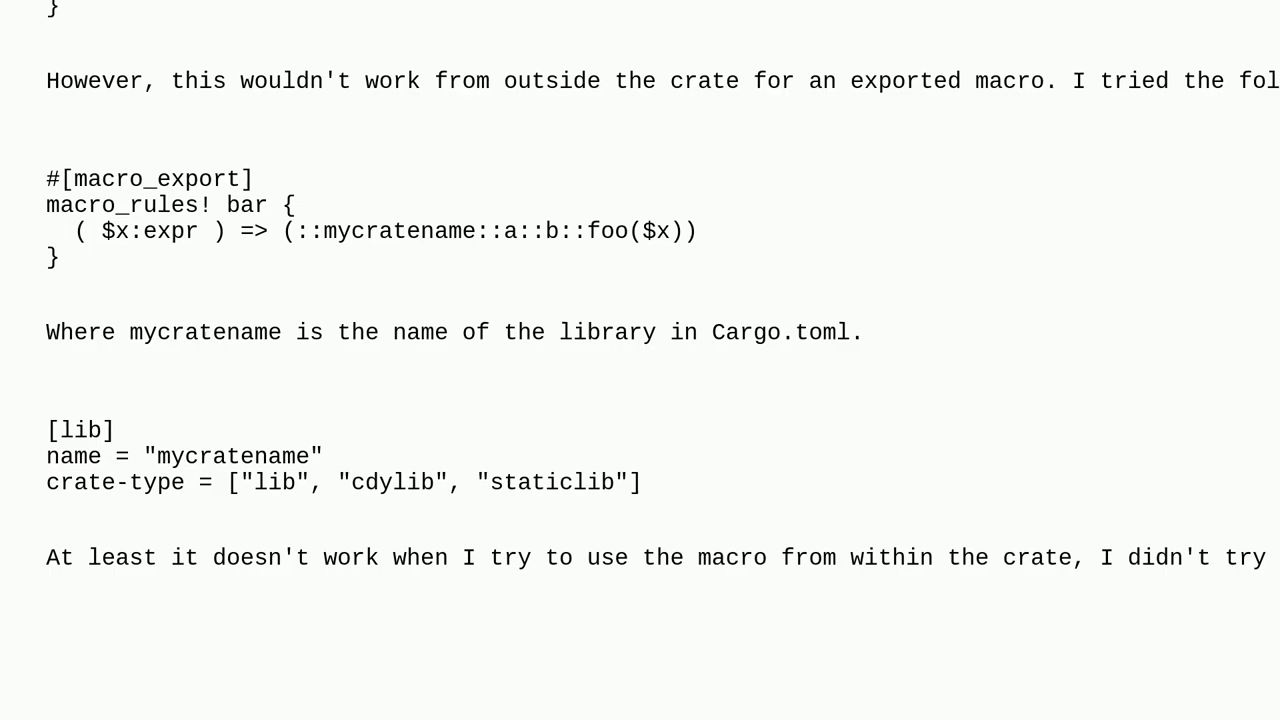 }
However, this wouldn't work from outside the crate for an exported macro. I tried the fol
#[macro_export]
macro_rules! bar {
  ( $x:expr ) => (::mycratename::a::b::foo($x))
}
Where mycratename is the name of the library in Cargo.toml.
[lib]
name = "mycratename"
crate-type = ["lib", "cdylib", "staticlib"]
At least it doesn't work when I try to use the macro from within the crate, I didn't try